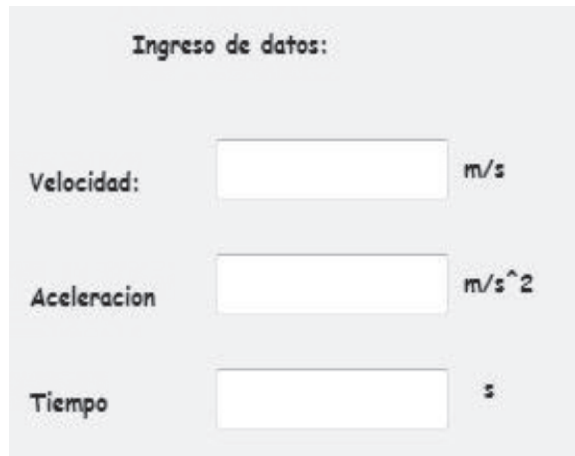 Ingreso de datos:
Velocidad: m/s
Aceleracion m/s^2
Tiempo s